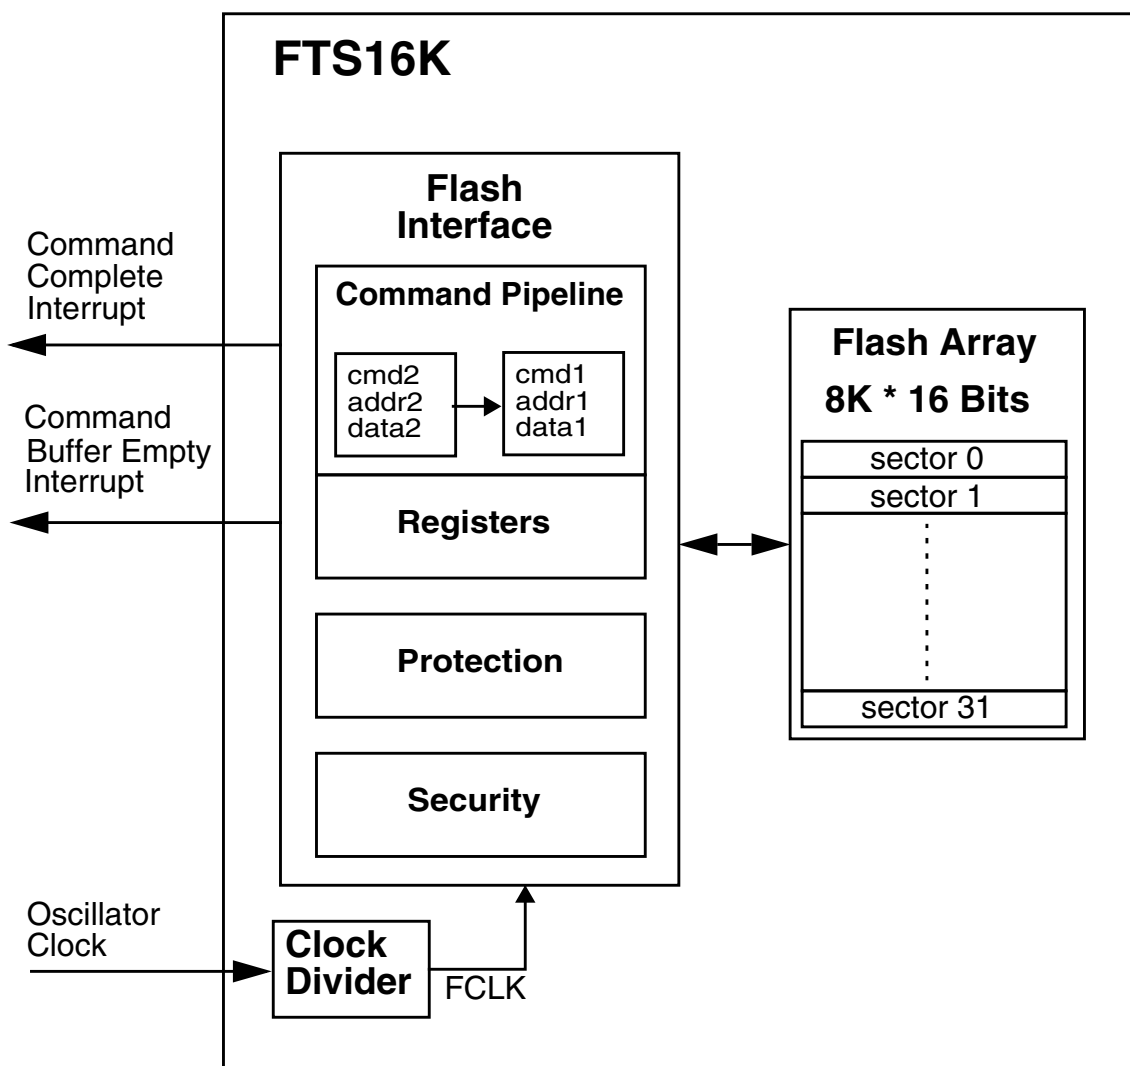 FTS16K
Flash
Interface
Command
Complete
Interrupt
Command Pipeline
cmd2
addr2
data2
cmd1
addr1
data1
Command
Buffer Empty
Interrupt
Registers
Protection
Security
Flash Array
8K * 16 Bits
sector 0
sector 1
sector 31
Oscillator
Clock
Clock
Divider
FCLK